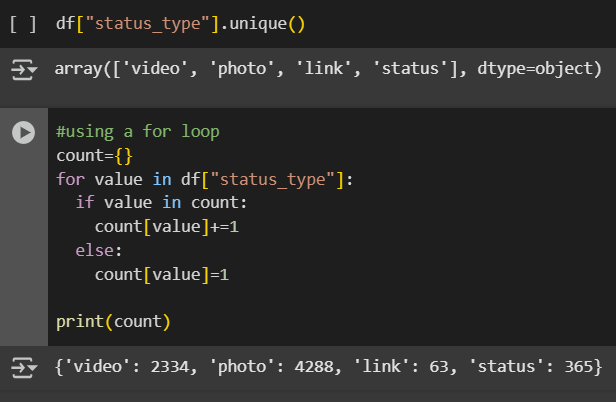 [ ] df["status_type"].unique()
array(['video', 'photo', 'link', 'status'], dtype=object)
#using a for loop
count={}
for value in df["status_type"]:
  if value in count:
    count[value]+=1
  else:
    count[value]=1
print(count)
{'video': 2334, 'photo': 4288, 'link': 63, 'status': 365}